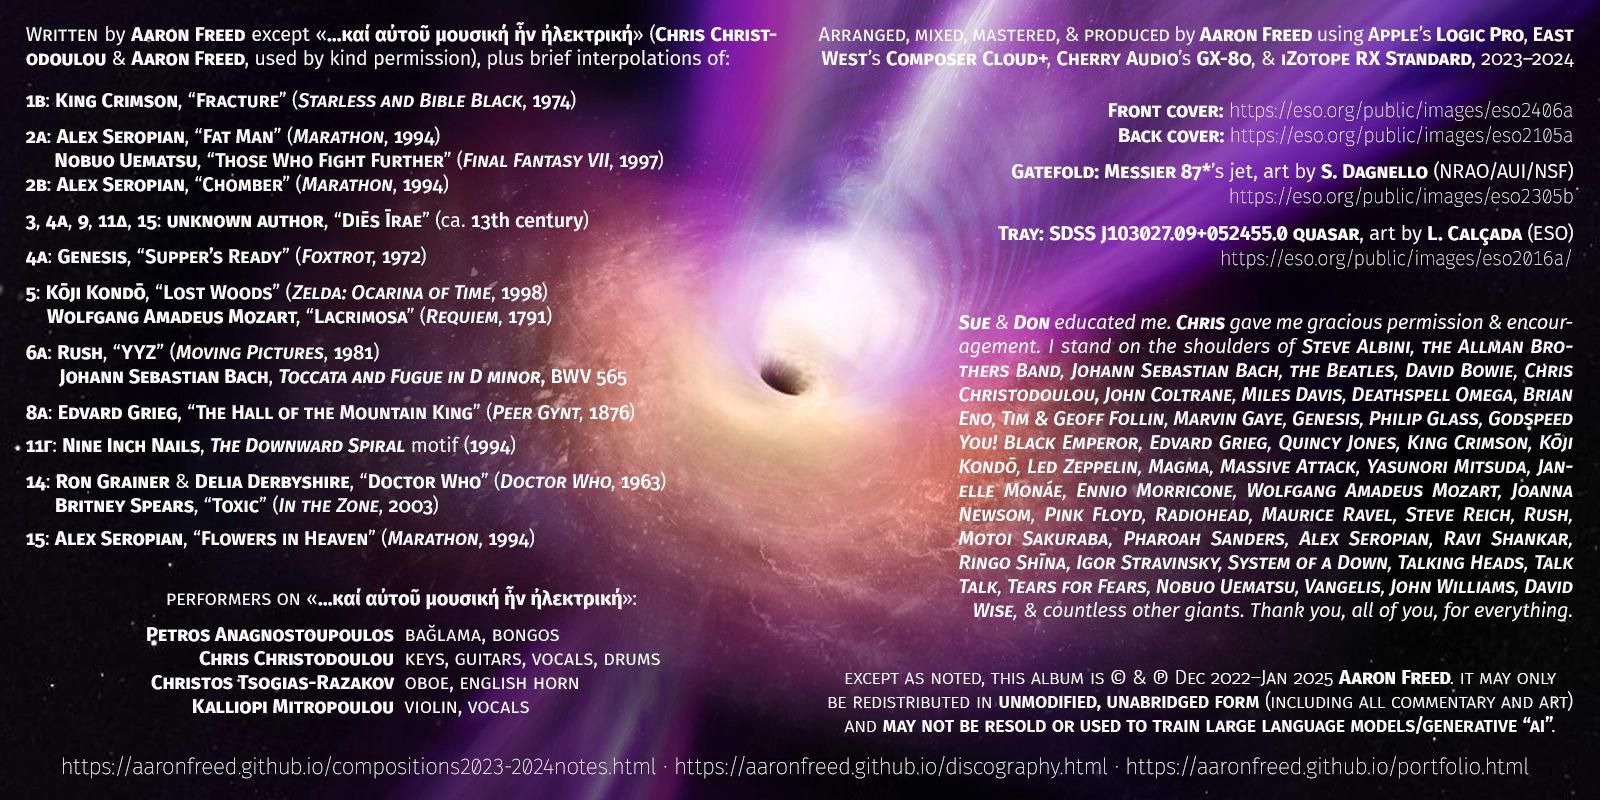 Written by Aaron Freed except «…καί αὐτοῦ μουσική ἦν ἠλεκτρική» (Chris Christ-
odoulou & Aaron Freed, used by kind permission), plus brief interpolations of:
1b: King Crimson, “Fracture” (Starless and Bible Black, 1974)
2a: Alex Seropian, “Fat Man” (Marathon, 1994)
Nobuo Uematsu, “Those Who Fight Further” (Final Fantasy VII, 1997)
2b: Alex Seropian, “Chomber” (Marathon, 1994)
3, 4a, 9, 11δ, 15: unknown author, “Diēs Īrae” (ca. 13th century)
4a: Genesis, “Supper’s Ready” (Foxtrot, 1972)
5: Kōji Kondō, “Lost Woods” (Zelda: Ocarina of Time, 1998)
Wolfgang Amadeus Mozart, “Lacrimosa” (Requiem, 1791)
6a: Rush, “YYZ” (Moving Pictures, 1981)
Johann Sebastian Bach, Toccata and Fugue in D minor, BWV 565
8a: Edvard Grieg, “The Hall of the Mountain King” (Peer Gynt, 1876)
11γ: Nine Inch Nails, The Downward Spiral motif (1994)
14: Ron Grainer & Delia Derbyshire, “Doctor Who” (Doctor Who, 1963)
Britney Spears, “Toxic” (In the Zone, 2003)
15: Alex Seropian, “Flowers in Heaven” (Marathon, 1994)
performers on «…καί αὐτοῦ μουσική ἦν ἠλεκτρική»:
Petros Anagnostoupoulos bağlama, bongos
Chris Christodoulou keys, guitars, vocals, drums
Christos Tsogias-Razakov oboe, english horn
Kalliopi Mitropoulou violin, vocals
Arranged, mixed, mastered, & produced by Aaron Freed using Apple’s Logic Pro, East
West’s Composer Cloud+, Cherry Audio’s GX-80, & iZotope RX Standard, 2023–2024
Front cover: https://eso.org/public/images/eso2406a
Back cover: https://eso.org/public/images/eso2105a
Gatefold: Messier 87*’s jet, art by S. Dagnello (NRAO/AUI/NSF)
https://eso.org/public/images/eso2305b
Tray: SDSS J103027.09+052455.0 quasar, art by L. Calçada (ESO)
https://eso.org/public/images/eso2016a/
Sue & Don educated me. Chris gave me gracious permission & encour-
agement. I stand on the shoulders of Steve Albini, the Allman Bro-
thers Band, Johann Sebastian Bach, the Beatles, David Bowie, Chris
Christodoulou, John Coltrane, Miles Davis, Deathspell Omega, Brian
Eno, Tim & Geoff Follin, Marvin Gaye, Genesis, Philip Glass, Godspeed
You! Black Emperor, Edvard Grieg, Quincy Jones, King Crimson, Kōji
Kondō, Led Zeppelin, Magma, Massive Attack, Yasunori Mitsuda, Jan-
elle Monáe, Ennio Morricone, Wolfgang Amadeus Mozart, Joanna
Newsom, Pink Floyd, Radiohead, Maurice Ravel, Steve Reich, Rush,
Motoi Sakuraba, Pharoah Sanders, Alex Seropian, Ravi Shankar,
Ringo Shīna, Igor Stravinsky, System of a Down, Talking Heads, Talk
Talk, Tears for Fears, Nobuo Uematsu, Vangelis, John Williams, David
Wise, & countless other giants. Thank you, all of you, for everything.
except as noted, this album is © & ℗ Dec 2022–Jan 2025 Aaron Freed. it may only
be redistributed in unmodified, unabridged form (including all commentary and art)
and may not be resold or used to train large language models/generative “AI”.
https://aaronfreed.github.io/compositions2023-2024notes.html · https://aaronfreed.github.io/discography.html · https://aaronfreed.github.io/portfolio.html